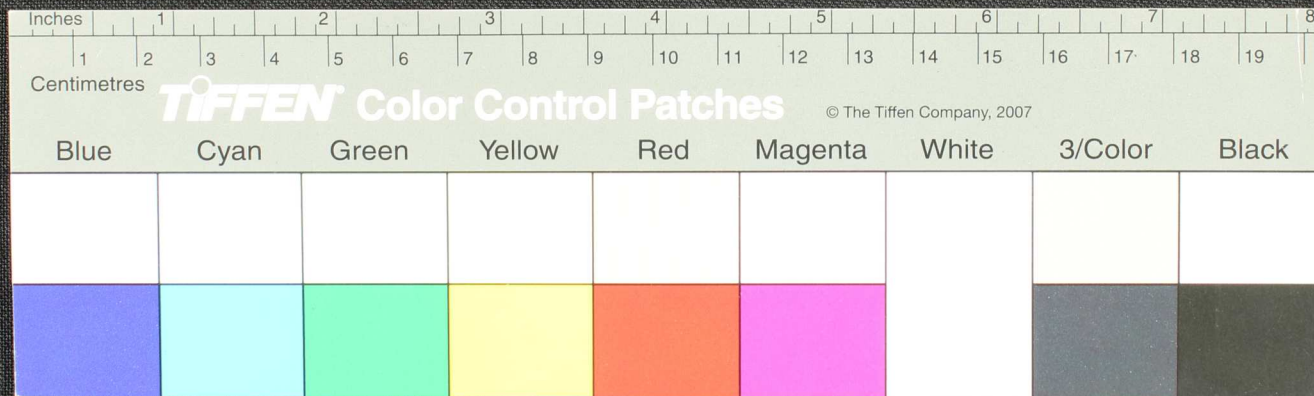 Inches 1 2 3 4 5 6 7 8
1 2 3 4 5 6 7 8 9 10 11 12 13 14 15 16 17 18 19
Centimetres
TIFFEN Color Control Patches © The Tiffen Company, 2007
Blue Cyan Green Yellow Red Magenta White 3/Color Black